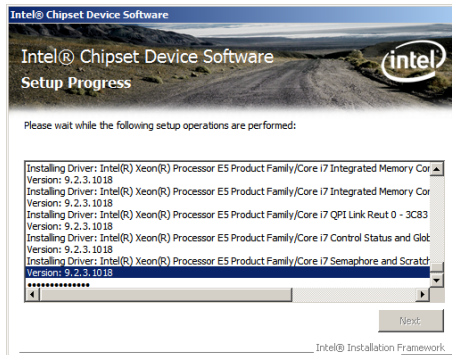 Intel® Chipset Device Software
Intel® Chipset Device Software
intel
Setup Progress
Please wait while the following setup operations are performed:
Installing Driver: Intel(R) Xeon(R) Processor E5 Product Family/Core i7 Integrated Memory Cor
Version: 9.2.3.1018
Installing Driver: Intel(R) Xeon(R) Processor E5 Product Family/Core i7 Integrated Memory Cor
Version: 9.2.3.1018
Installing Driver: Intel(R) Xeon(R) Processor E5 Product Family/Core i7 QPI Link Reut 0 - 3C83
Version: 9.2.3.1018
Installing Driver: Intel(R) Xeon(R) Processor E5 Product Family/Core i7 Control Status and Glob
Version: 9.2.3.1018
Installing Driver: Intel(R) Xeon(R) Processor E5 Product Family/Core i7 Semaphore and Scratch
Version: 9.2.3.1018
••••••••••••••
Next
Intel® Installation Framework